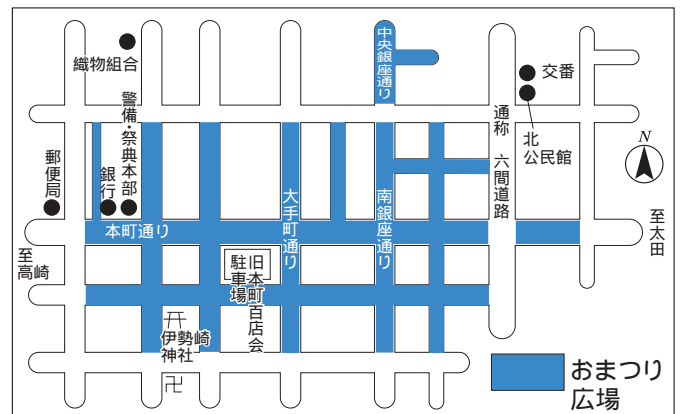 織物組合
警備・祭典本部
銀行
郵便局
本町通り
至
高崎
旧本町百店会
駐車場
伊勢崎
神社
大手町通り
中央銀座通り
南銀座通り
通称 六間道路
交番
北
公民館
N
至太田
おまつり
広場